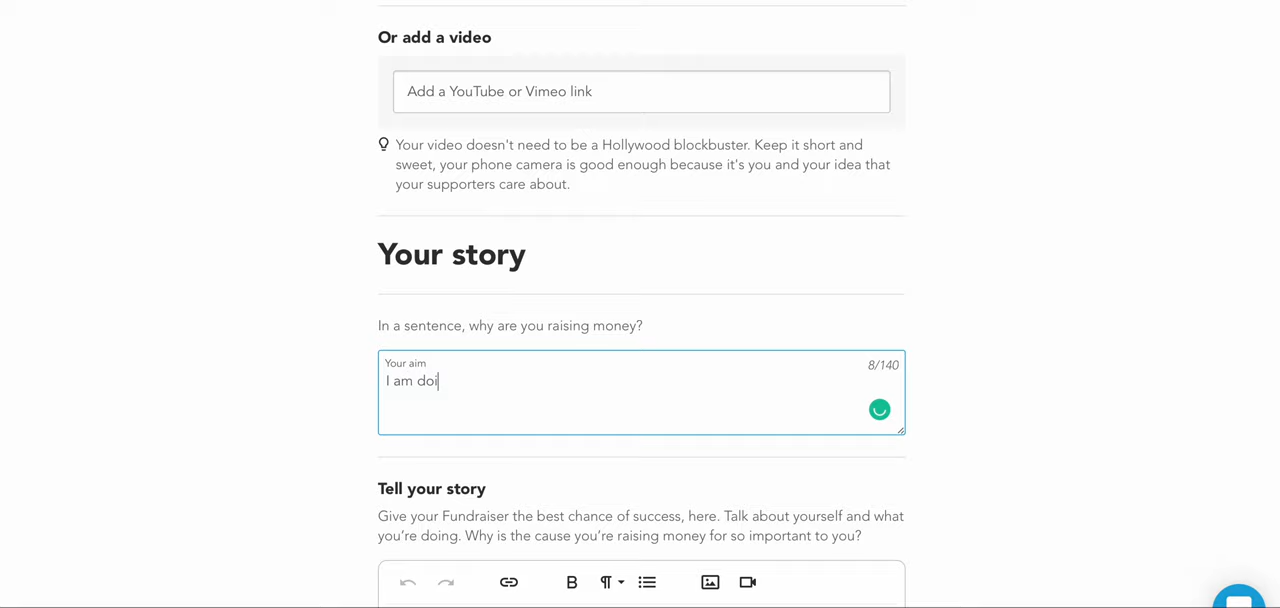 Or add a video
Add a YouTube or Vimeo link
Your video doesn't need to be a Hollywood blockbuster. Keep it short and
sweet, your phone camera is good enough because it's you and your idea that
your supporters care about.
Your story
In a sentence, why are you raising money?
Your aim
8/140
I am doi
Tell your story
Give your Fundraiser the best chance of success, here. Talk about yourself and what
you're doing. Why is the cause you're raising money for so important to you?
B